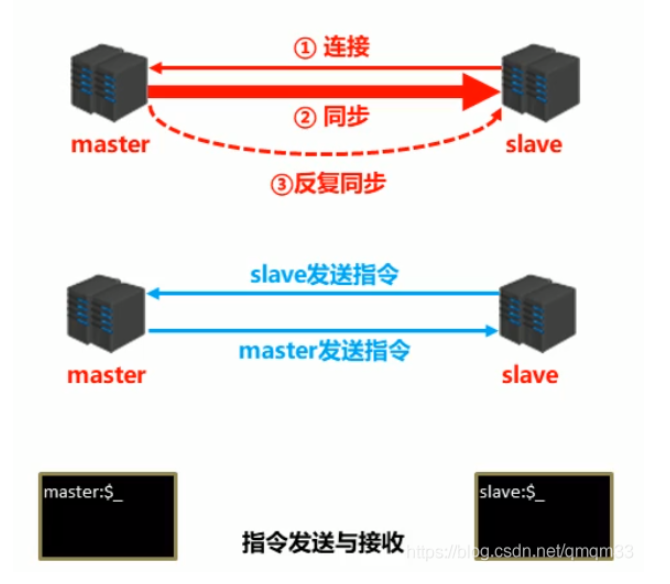 ① 连接
② 同步
master
slave
③反复同步
slave发送指令
master发送指令
master
slave
master:$_
slave:$_
指令发送与接收
https://blog.csdn.net/qmqm33